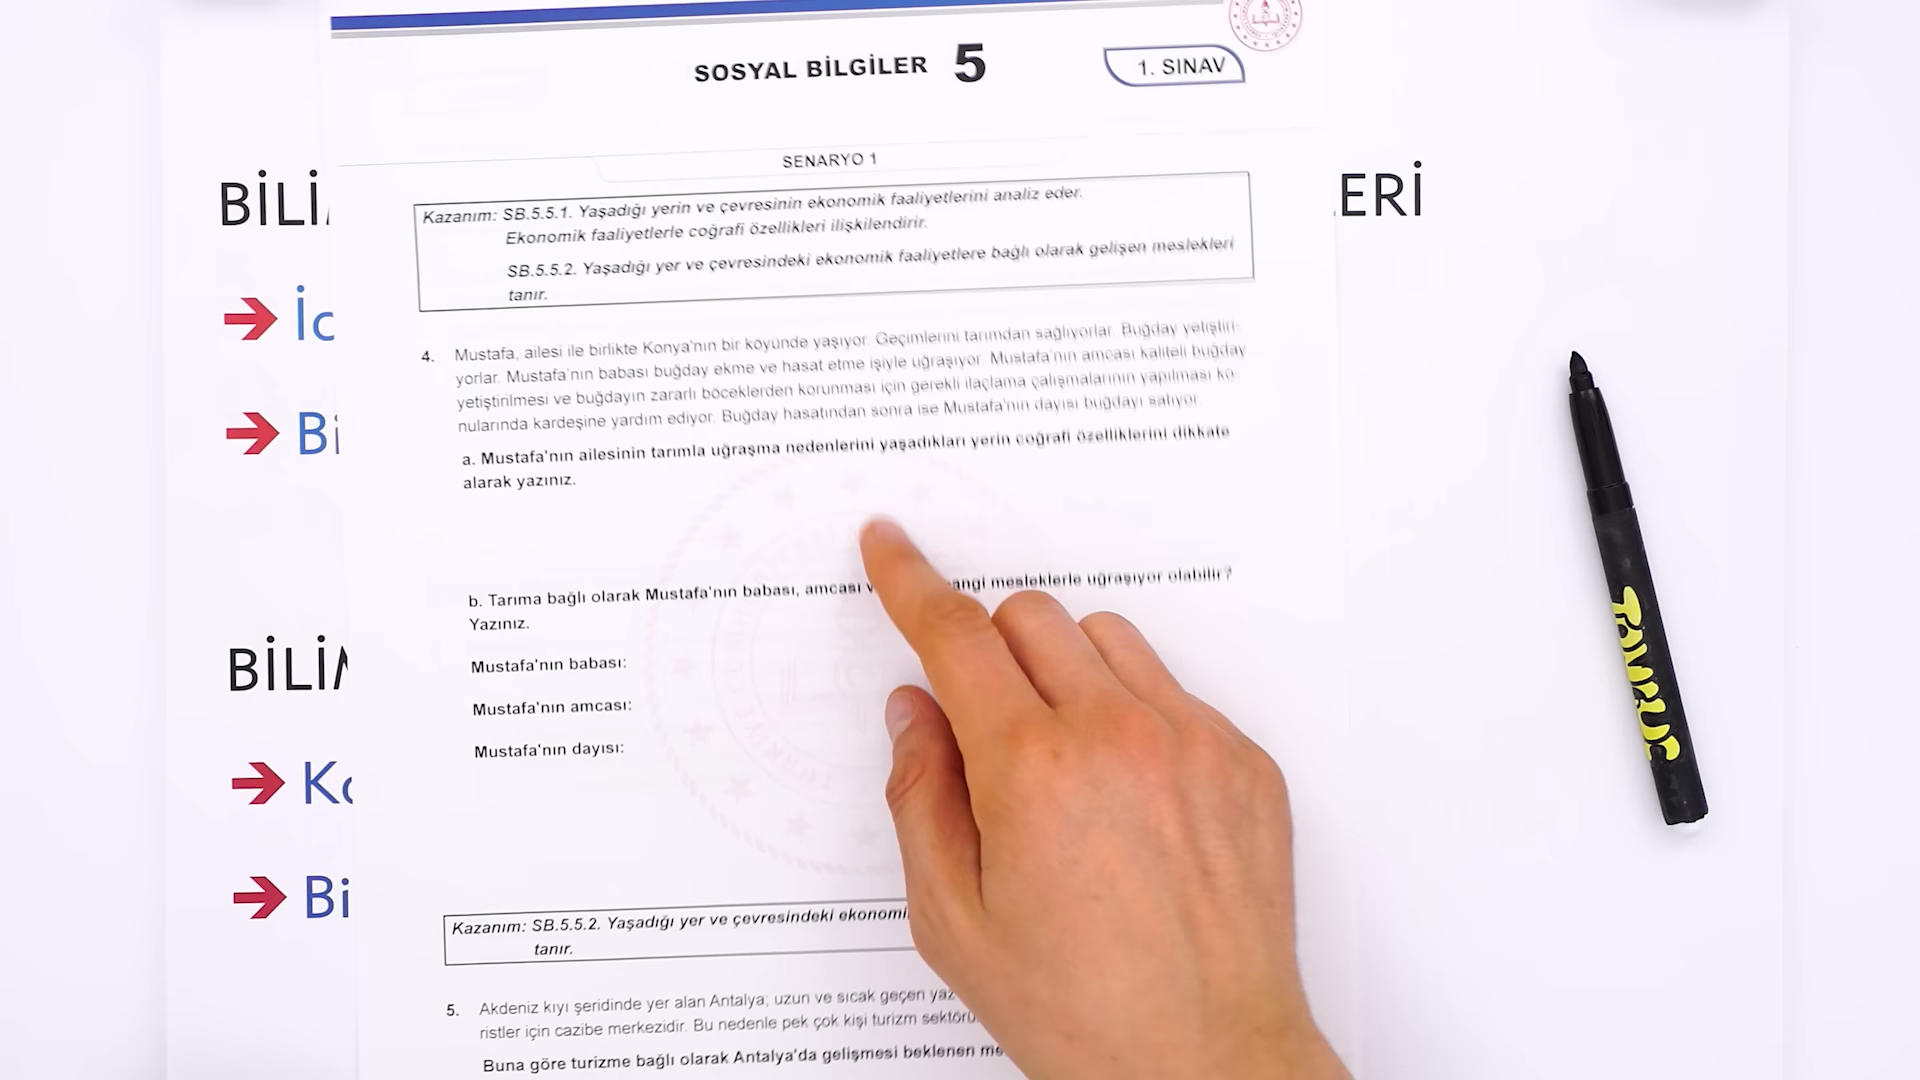 SOSYAL BİLGİLER 5
1. SINAV
SENARYO 1
BİLİ
ERİ
Kazanım: SB.5.5.1. Yaşadığı yerin ve çevresinin ekonomik faaliyetlerini analiz eder.
Ekonomik faaliyetlerle coğrafi özellikleri ilişkilendirir.
SB.5.5.2. Yaşadığı yer ve çevresindeki ekonomik faaliyetlere bağlı olarak gelişen meslekleri
tanır.
İc
Bi
4. Mustafa, ailesi ile birlikte Konya'nın bir köyünde yaşıyor. Geçimlerini tarımdan sağlıyorlar. Buğday yetiştiri-
yorlar. Mustafa'nın babası buğday ekme ve hasat etme işiyle uğraşıyor. Mustafa'nın amcası kaliteli buğday
yetiştirilmesi ve buğdayın zararlı böceklerden korunması için gerekli ilaçlama çalışmalarının yapılması ko-
nularında kardeşine yardım ediyor. Buğday hasatından sonra ise Mustafa'nın dayısı buğdayı satıyor.
a. Mustafa'nın ailesinin tarımla uğraşma nedenlerini yaşadıkları yerin coğrafi özelliklerini dikkate
alarak yazınız.
b. Tarıma bağlı olarak Mustafa'nın babası, amcası v angi mesleklerle uğraşıyor olabilir?
Yazınız.
BİLİM
Mustafa'nın babası:
Mustafa'nın amcası:
Mustafa'nın dayısı:
Ko
Bi
Kazanım: SB.5.5.2. Yaşadığı yer ve çevresindeki ekonomi
tanır.
5. Akdeniz kıyı şeridinde yer alan Antalya; uzun ve sıcak geçen yaz
ristler için cazibe merkezidir. Bu nedenle pek çok kişi turizm sektörü
Buna göre turizme bağlı olarak Antalya'da gelişmesi beklenen me